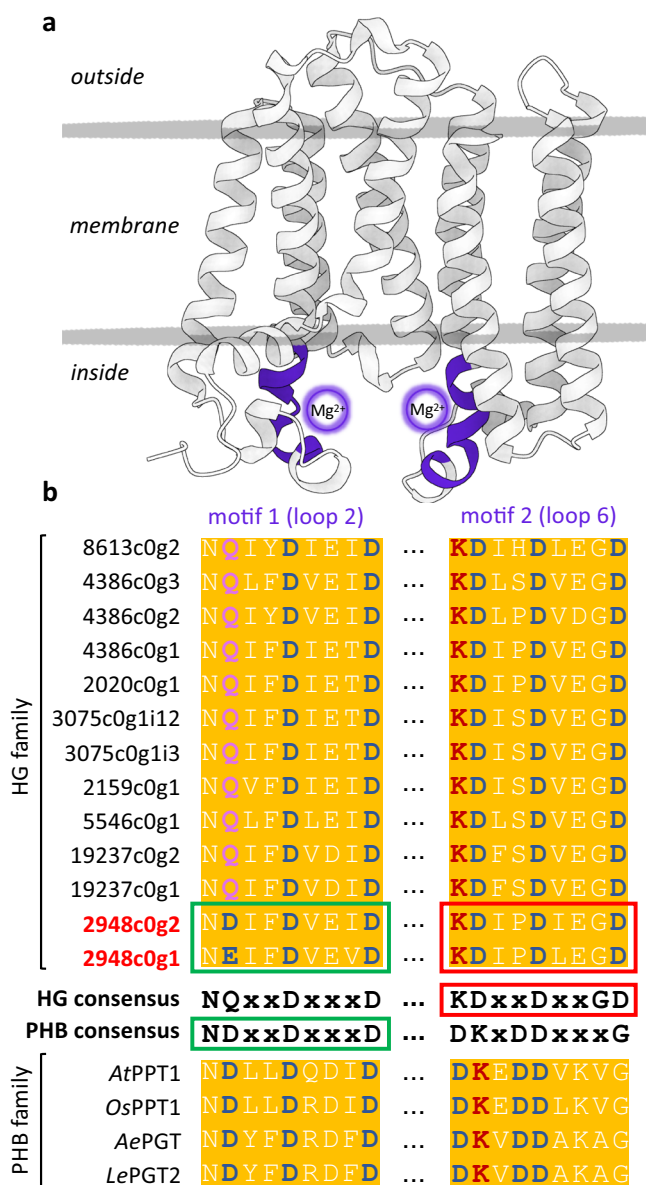 a
outside
membrane
inside
Mg2+ Mg2+
b
motif 1 (loop 2) motif 2 (loop 6)
HG family
8613c0g2 NQIYDIEID ... KDIHDLEGD
4386c0g3 NQLFDVEID ... KDLSDVEGD
4386c0g2 NQIYDVEID ... KDLPDVDGD
4386c0g1 NQIFDIETD ... KDIPDVEGD
2020c0g1 NQIFDIETD ... KDIPDVEGD
3075c0g1i12 NQIFDIETD ... KDISDVEGD
3075c0g1i3 NQIFDIETD ... KDISDVEGD
2159c0g1 NQVFDIEID ... KDISDVEGD
5546c0g1 NQLFDLEID ... KDLSDVEGD
19237c0g2 NQIFDVDID ... KDFSDVEGD
19237c0g1 NQIFDVDID ... KDFSDVEGD
2948c0g2 NDIFDVEID ... KDIPDIEGD
2948c0g1 NEIFDVEVD ... KDIPDLEGD
HG consensus NQxxDxxxD ... KDxxDxxGD
PHB consensus NDxxDxxxD ... DKxDDxxxG
PHB family
AtPPT1 NDLLDQDID ... DKEDDVKVG
OsPPT1 NDLLDRDID ... DKEDDLKVG
AePGT NDYFDRDFD ... DKVDDAKAG
LePGT2 NDYFDRDFD ... DKVDDAKAG